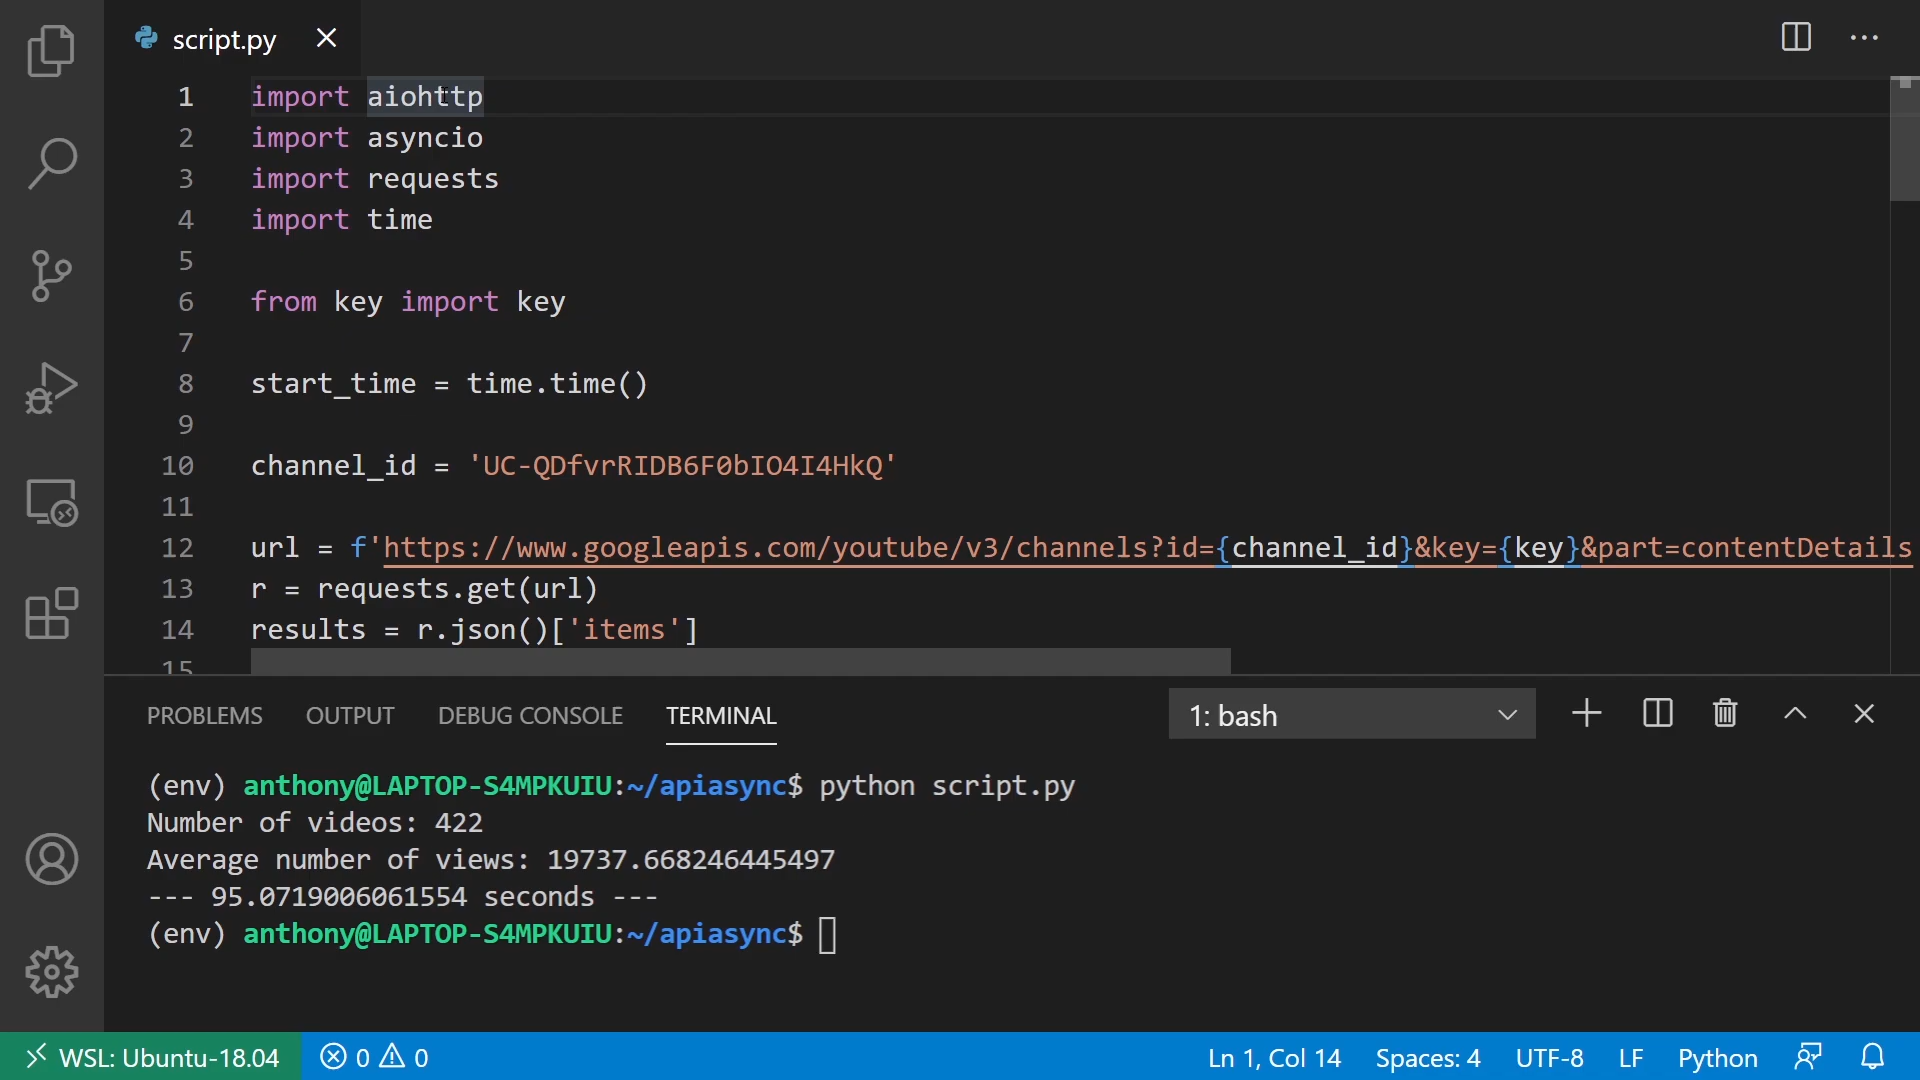 script.py
1 import aiohttp
2 import asyncio
3 import requests
4 import time
5
6 from key import key
7
8 start_time = time.time()
9
10 channel_id = 'UC-QDfvrRIDB6F0bIO4I4HkQ'
11
12 url = f'https://www.googleapis.com/youtube/v3/channels?id={channel_id}&key={key}&part=contentDetails
13 r = requests.get(url)
14 results = r.json()['items']
15
PROBLEMS OUTPUT DEBUG CONSOLE TERMINAL 1: bash
(env) anthony@LAPTOP-S4MPKUIU:~/apiasync$ python script.py
Number of videos: 422
Average number of views: 19737.668246445497
--- 95.0719006061554 seconds ---
(env) anthony@LAPTOP-S4MPKUIU:~/apiasync$
WSL: Ubuntu-18.04 0 0 Ln 1, Col 14 Spaces: 4 UTF-8 LF Python